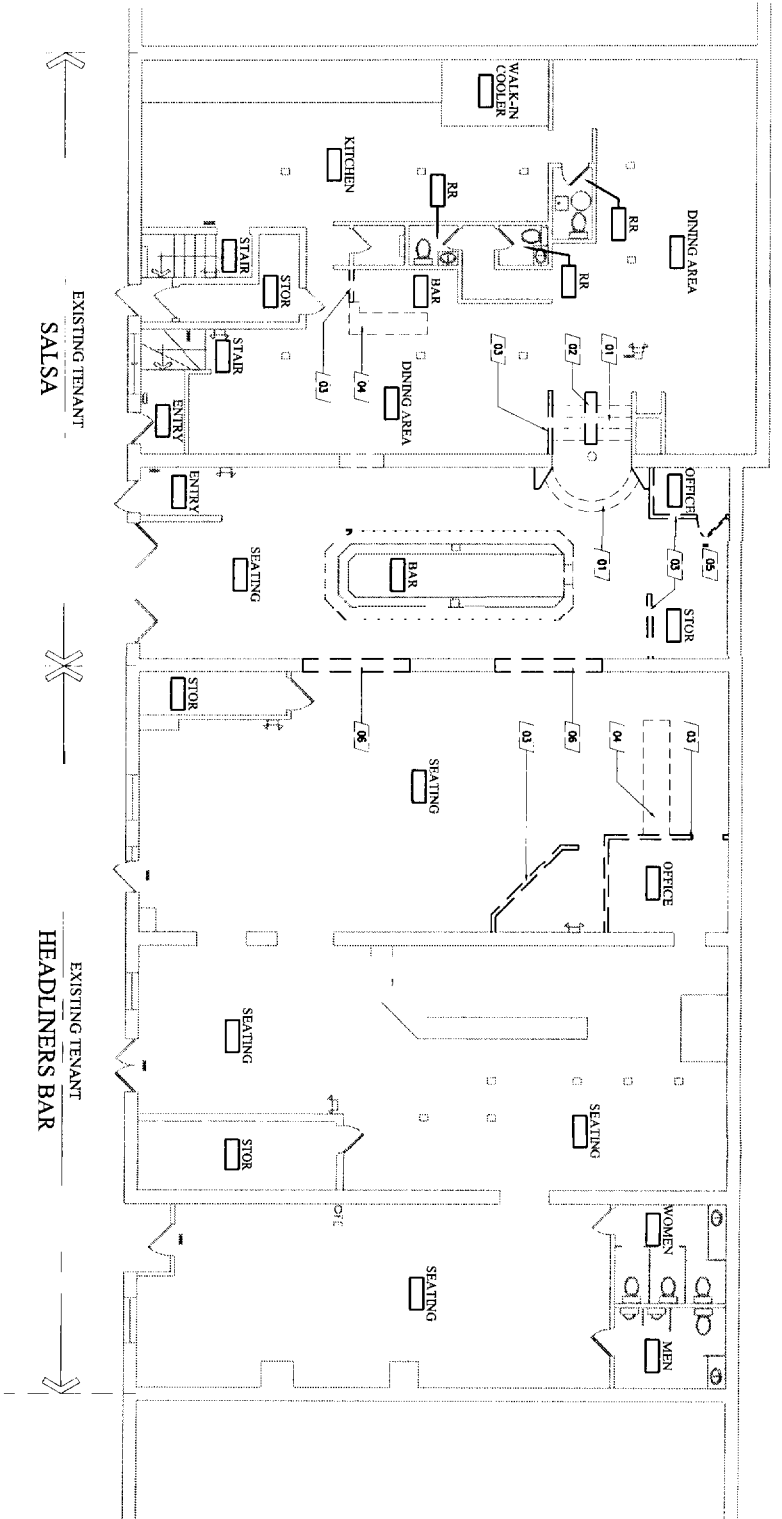 WALK-IN
COOLER
KITCHEN
RR
RR
RR
DINING AREA
STAIR
STOR
BAR
STAIR
ENTRY
DINING AREA
03
04
03
02
01
EXISTING TENANT
SALSA
ENTRY
SEATING
BAR
OFFICE
01
03
05
STOR
STOR
06
SEATING
03
06
04
03
OFFICE
SEATING
STOR
SEATING
EXISTING TENANT
HEADLINERS BAR
SEATING
WOMEN
MEN